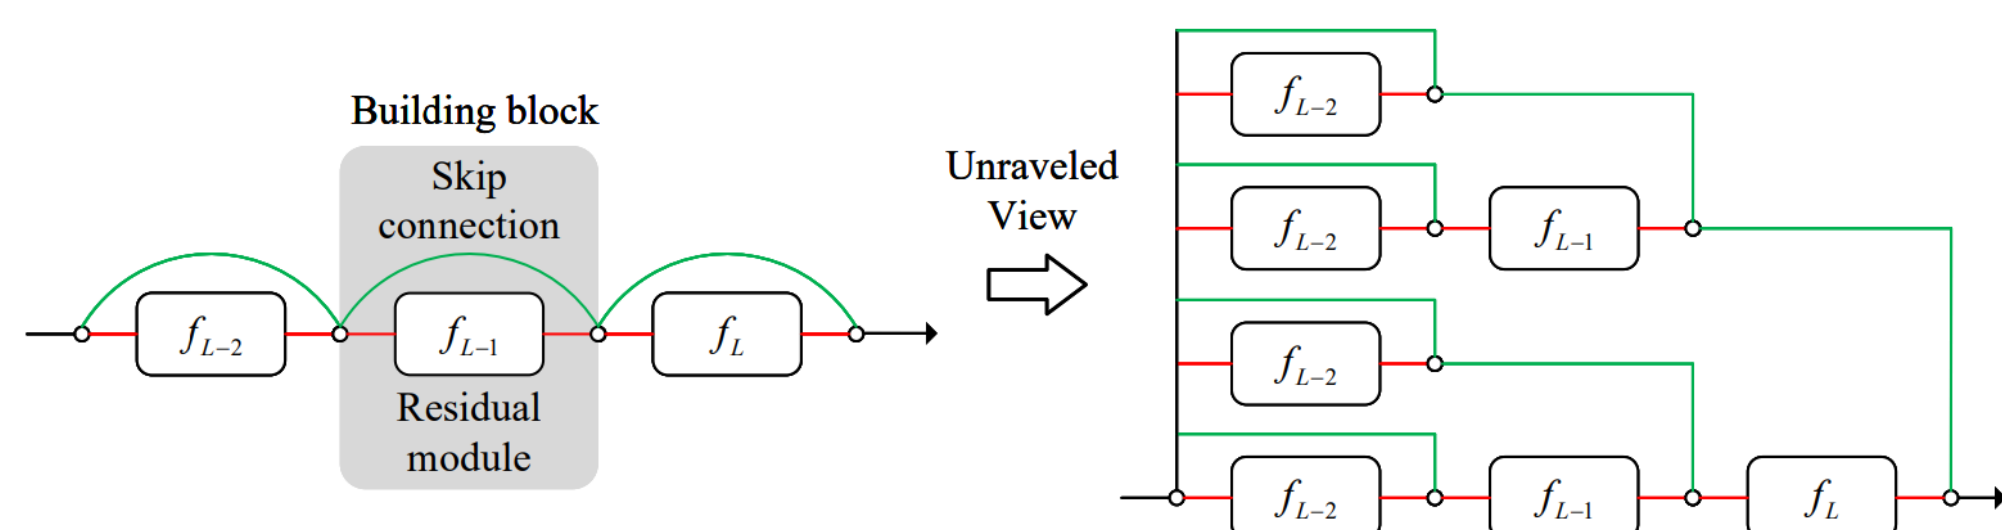 Building block
Skip
connection
f_{L-2}
f_{L-1}
f_L
Residual
module
Unraveled
View
f_{L-2}
f_{L-2}
f_{L-1}
f_{L-2}
f_{L-2}
f_{L-1}
f_L